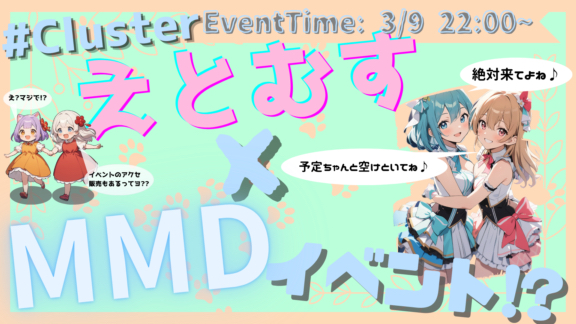 #Cluster
EventTime: 3/9 22:00~
えとむす
絶対来てよね♪
え?マジで!?
イベントのアクセ
販売もあるってヨ??
×
予定ちゃんと空けといてね♪
MMD
イベント!?